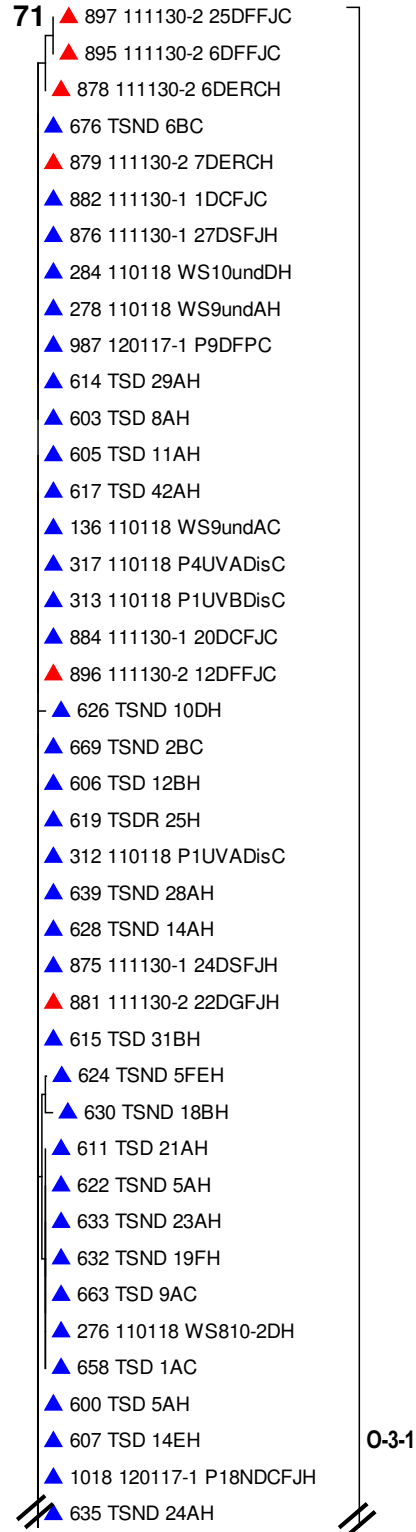 71 897 111130-2 25DFFJC
895 111130-2 6DFFJC
878 111130-2 6DERCH
676 TSND 6BC
879 111130-2 7DERCH
882 111130-1 1DCFJC
876 111130-1 27DSFJH
284 110118 WS10undDH
278 110118 WS9undAH
987 120117-1 P9DFPC
614 TSD 29AH
603 TSD 8AH
605 TSD 11AH
617 TSD 42AH
136 110118 WS9undAC
317 110118 P4UVADisC
313 110118 P1UVBDisC
884 111130-1 20DCFJC
896 111130-2 12DFFJC
626 TSND 10DH
669 TSND 2BC
606 TSD 12BH
619 TSDR 25H
312 110118 P1UVADisC
639 TSND 28AH
628 TSND 14AH
875 111130-1 24DSFJH
881 111130-2 22DGFJH
615 TSD 31BH
624 TSND 5FEH
630 TSND 18BH
611 TSD 21AH
622 TSND 5AH
633 TSND 23AH
632 TSND 19FH
663 TSD 9AC
276 110118 WS810-2DH
658 TSD 1AC
600 TSD 5AH
607 TSD 14EH O-3-1
1018 120117-1 P18NDCFJH
635 TSND 24AH